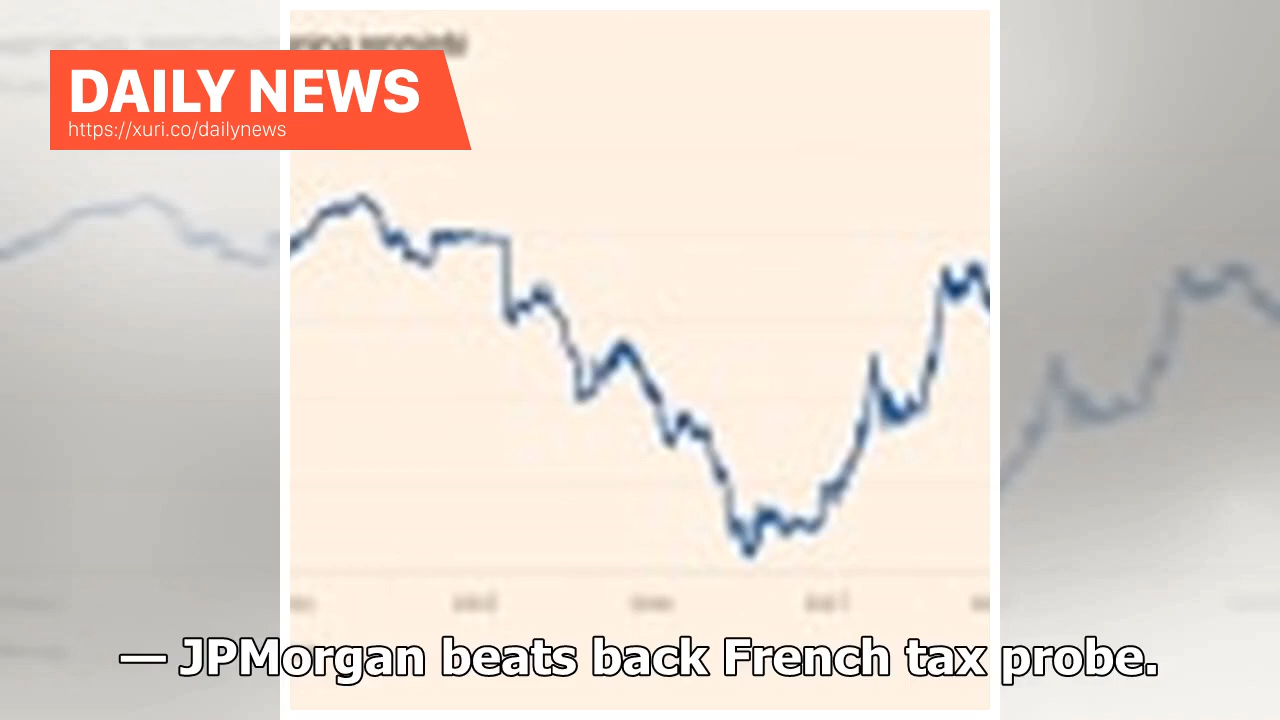 DAILY NEWS
https://xuri.co/dailynews
— JPMorgan beats back French tax probe.